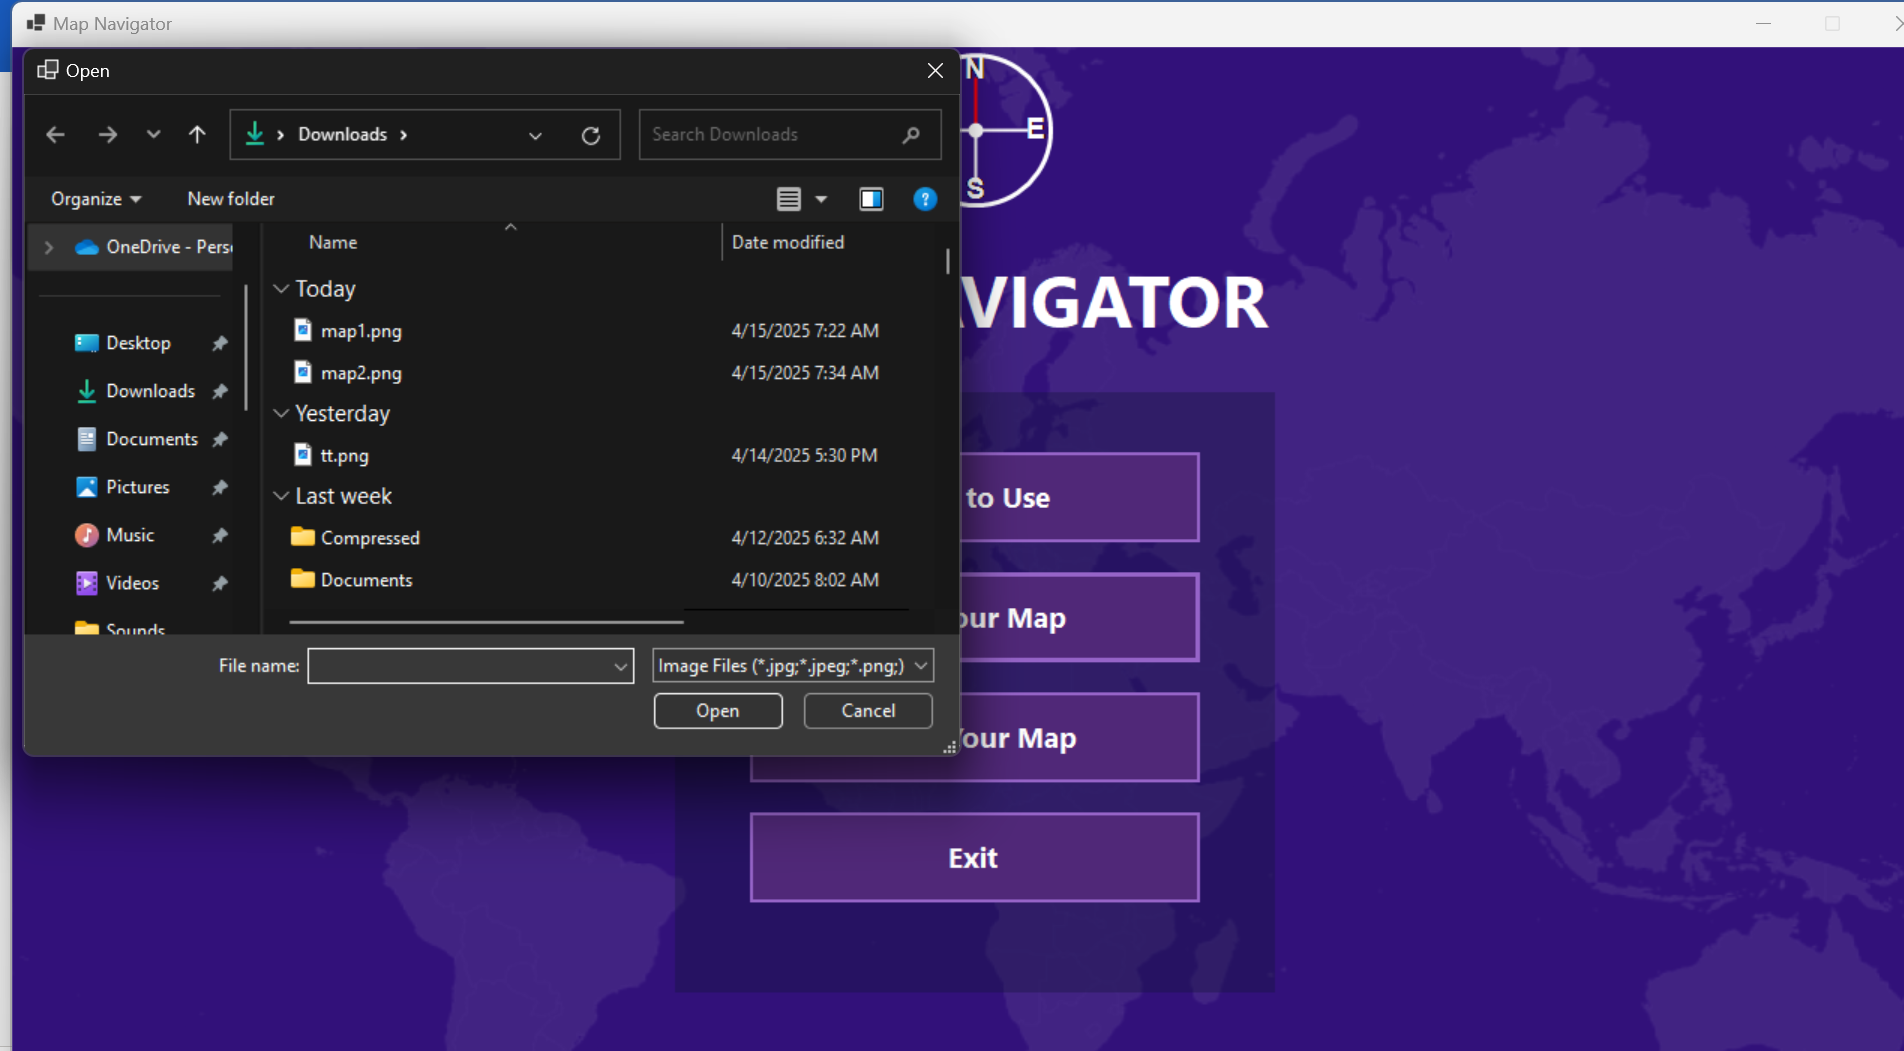 Map Navigator
Open
Downloads
Search Downloads
Organize
New folder
OneDrive - Pers
Desktop
Downloads
Documents
Pictures
Music
Videos
Sounds
Name
Date modified
Today
map1.png 4/15/2025 7:22 AM
map2.png 4/15/2025 7:34 AM
Yesterday
tt.png 4/14/2025 5:30 PM
Last week
Compressed 4/12/2025 6:32 AM
Documents 4/10/2025 8:02 AM
File name:
Image Files (*.jpg;*.jpeg;*.png;)
Open
Cancel
N
E
S
VIGATOR
to Use
our Map
Your Map
Exit